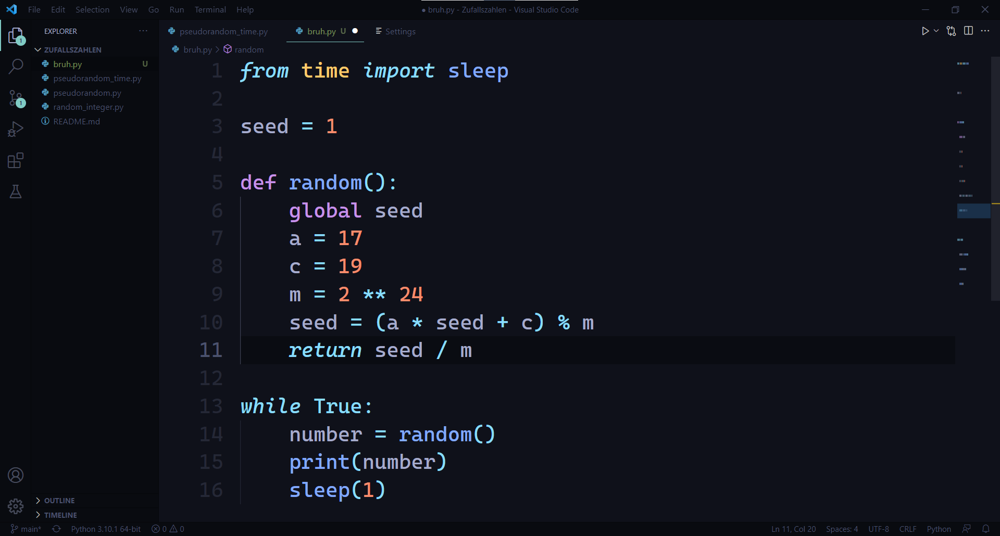 File Edit Selection View Go Run Terminal Help
● bruh.py - Zufallszahlen - Visual Studio Code
EXPLORER
ZUFALLSZAHLEN
bruh.py U
pseudorandom_time.py
pseudorandom.py
random_integer.py
README.md
OUTLINE
TIMELINE
1
1
pseudorandom_time.py bruh.py U ● Settings
bruh.py > random
1 from time import sleep
2
3 seed = 1
4
5 def random():
6     global seed
7     a = 17
8     c = 19
9     m = 2 ** 24
10     seed = (a * seed + c) % m
11     return seed / m
12
13 while True:
14     number = random()
15     print(number)
16     sleep(1)
main* Python 3.10.1 64-bit 0 0 Ln 11, Col 20 Spaces: 4 UTF-8 CRLF Python